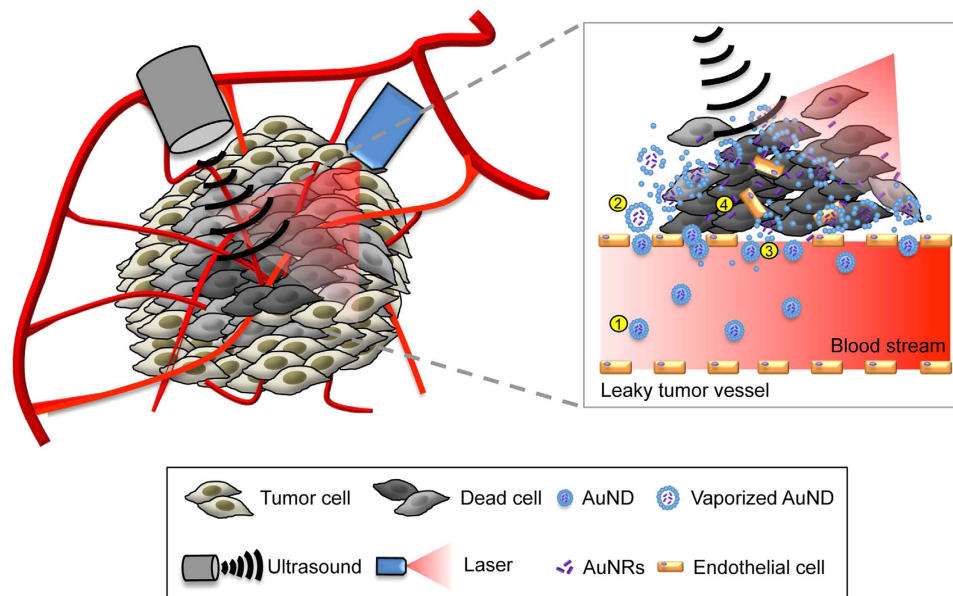 2
4
3
1
Blood stream
Leaky tumor vessel
Tumor cell
Dead cell
AuND
Vaporized AuND
Ultrasound
Laser
AuNRs
Endothelial cell